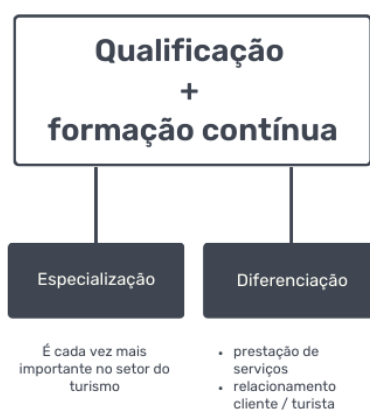 Qualificação
+
formação contínua
Especialização
Diferenciação
É cada vez mais
importante no setor do
turismo
• prestação de
serviços
• relacionamento
cliente / turista